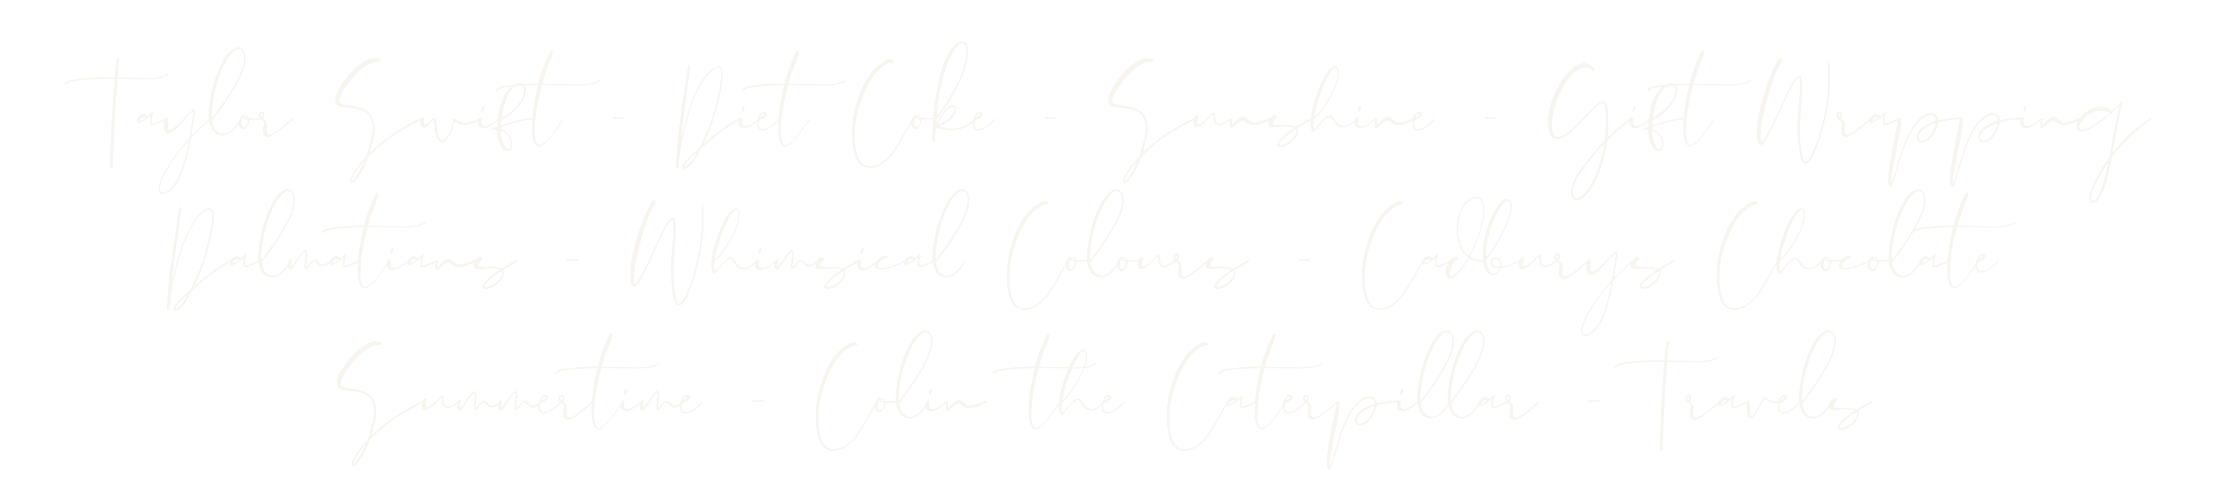 Taylor Swift - Diet Coke - Sunshine - Gift Wrapping
Dalmatians - Whimsical Colours - Cadburys Chocolate
Summertime - Colin the Caterpillar - Travels